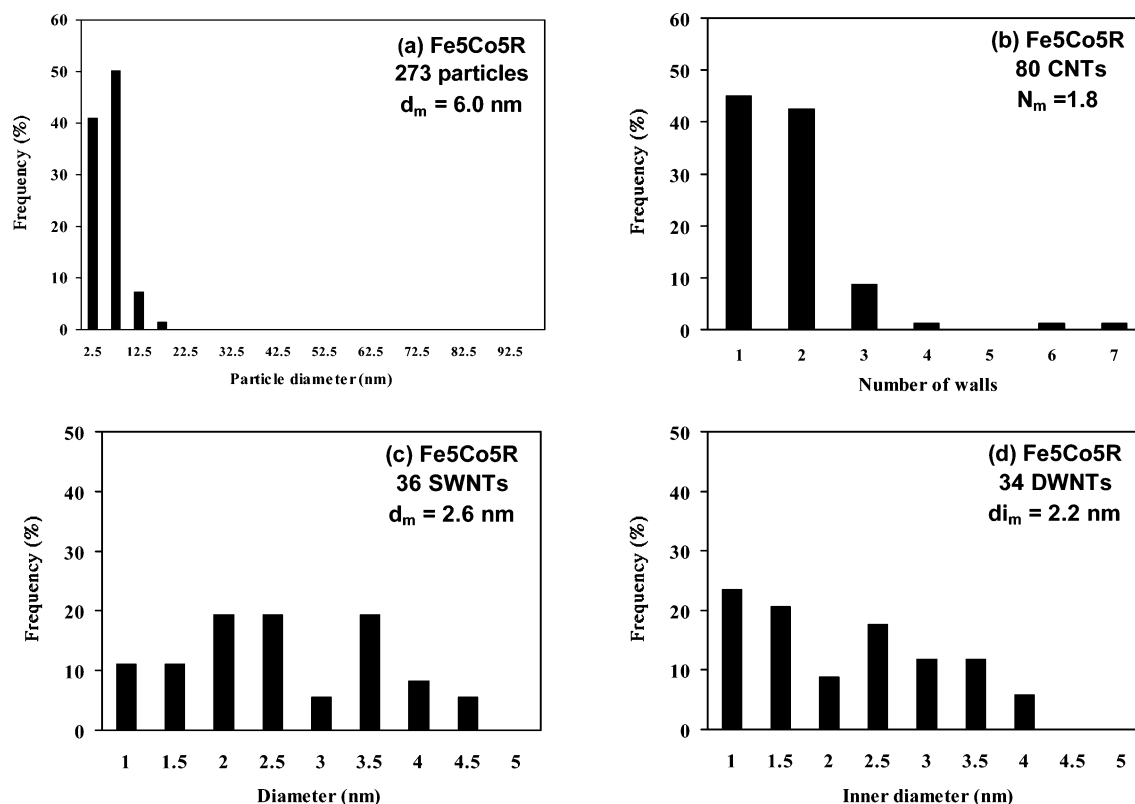 (a) Fe5Co5R
273 particles
dm = 6.0 nm
Frequency (%)
60
50
40
30
20
10
0
2.5 12.5 22.5 32.5 42.5 52.5 62.5 72.5 82.5 92.5
Particle diameter (nm)
(b) Fe5Co5R
80 CNTs
Nm =1.8
Frequency (%)
60
50
40
30
20
10
0
1 2 3 4 5 6 7
Number of walls
(c) Fe5Co5R
36 SWNTs
dm = 2.6 nm
Frequency (%)
50
40
30
20
10
0
1 1.5 2 2.5 3 3.5 4 4.5 5
Diameter (nm)
(d) Fe5Co5R
34 DWNTs
dim = 2.2 nm
Frequency (%)
50
40
30
20
10
0
1 1.5 2 2.5 3 3.5 4 4.5 5
Inner diameter (nm)